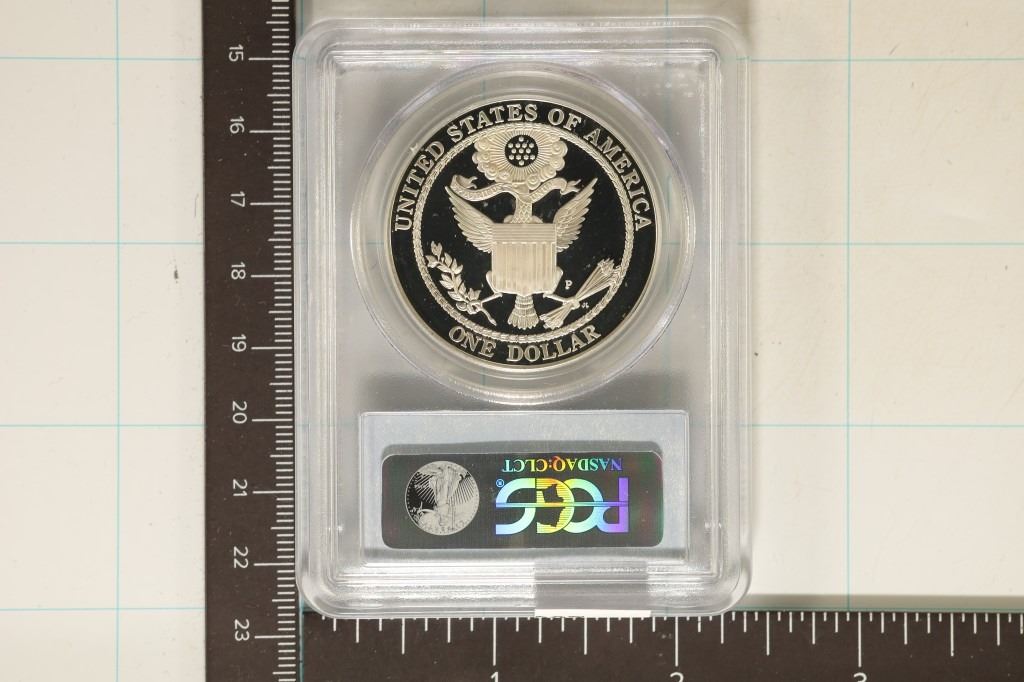 15
16
17
18
19
20
21
22
23
UNITED STATES OF AMERICA
P
ONE DOLLAR
PCGS®
NASDAQ:CLCT
1
2
3